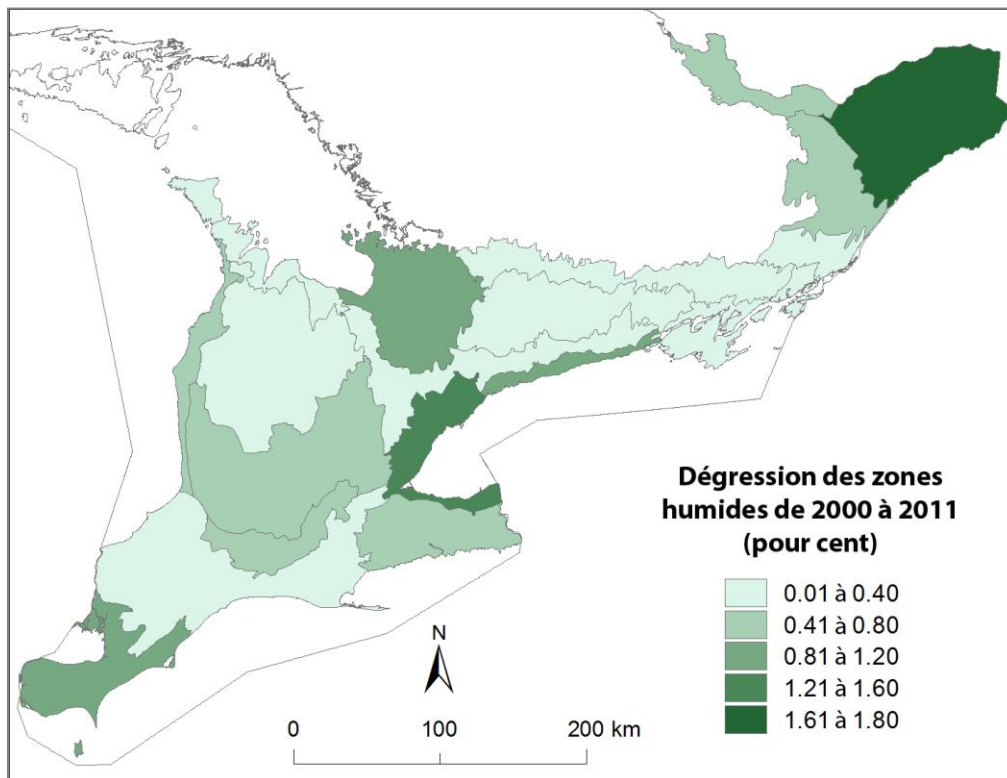 Dégression des zones
humides de 2000 à 2011
(pour cent)
0.01 à 0.40
0.41 à 0.80
0.81 à 1.20
1.21 à 1.60
1.61 à 1.80
N
0 100 200 km